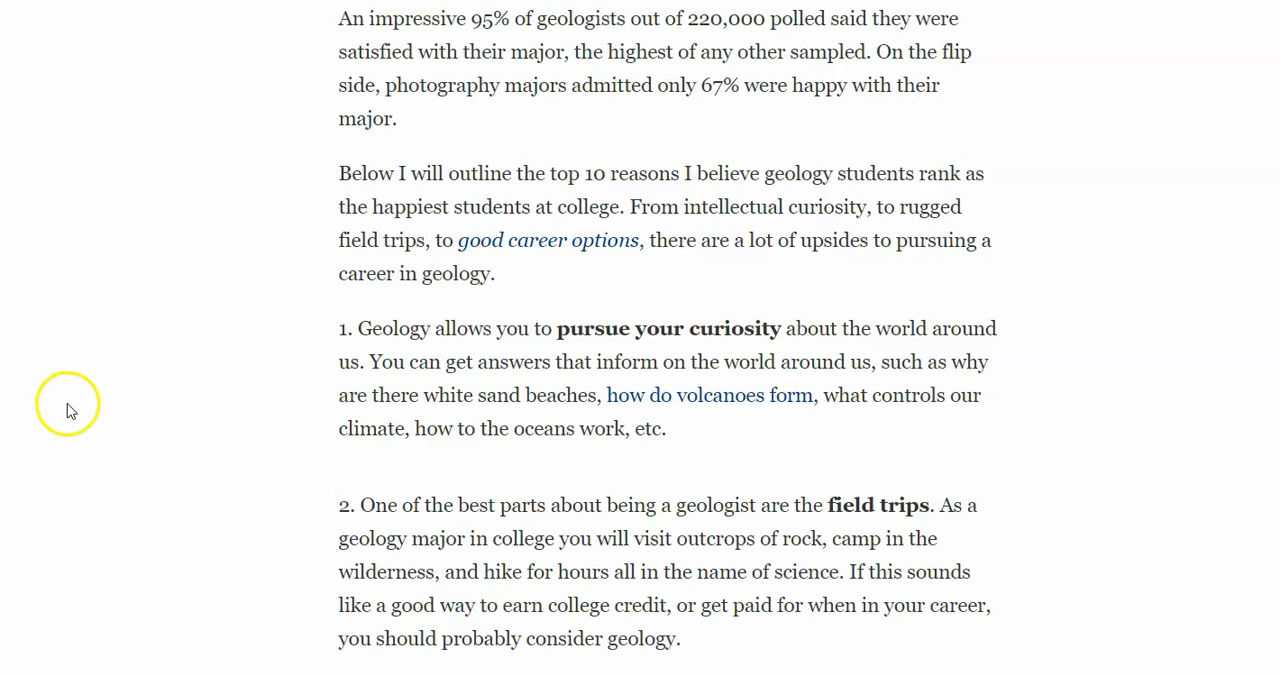 An impressive 95% of geologists out of 220,000 polled said they were
satisfied with their major, the highest of any other sampled. On the flip
side, photography majors admitted only 67% were happy with their
major.
Below I will outline the top 10 reasons I believe geology students rank as
the happiest students at college. From intellectual curiosity, to rugged
field trips, to good career options, there are a lot of upsides to pursuing a
career in geology.
1. Geology allows you to pursue your curiosity about the world around
us. You can get answers that inform on the world around us, such as why
are there white sand beaches, how do volcanoes form, what controls our
climate, how to the oceans work, etc.
2. One of the best parts about being a geologist are the field trips. As a
geology major in college you will visit outcrops of rock, camp in the
wilderness, and hike for hours all in the name of science. If this sounds
like a good way to earn college credit, or get paid for when in your career,
you should probably consider geology.